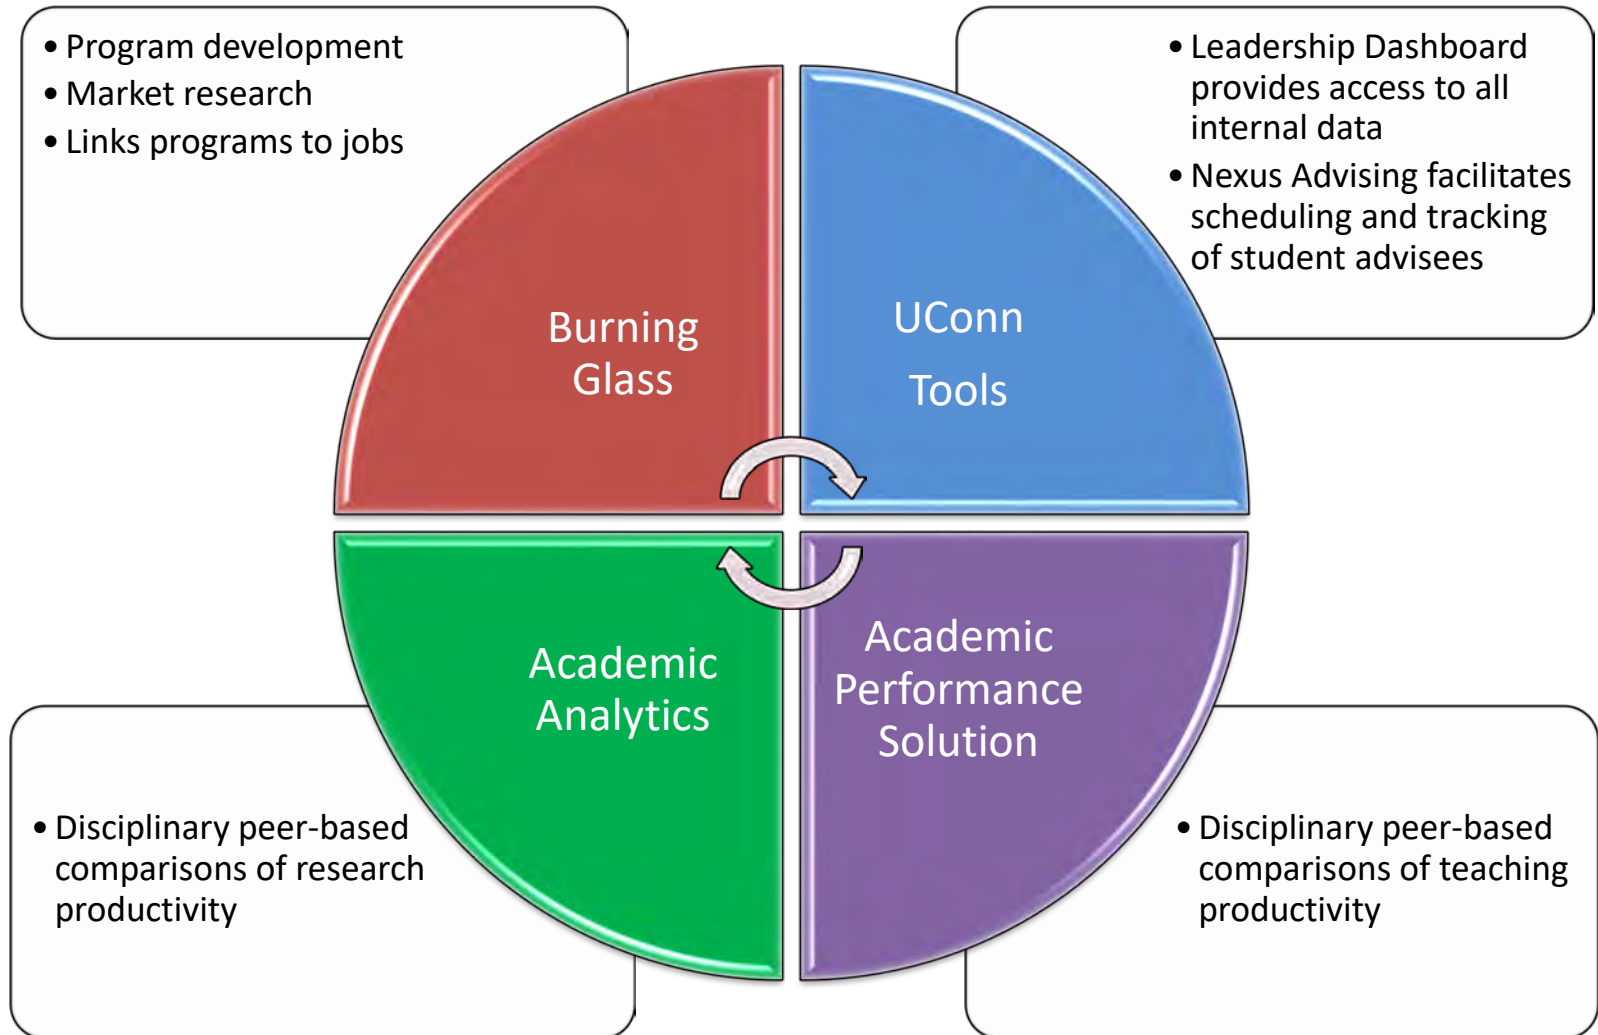 • Program development
• Market research
• Links programs to jobs
• Leadership Dashboard
provides access to all
internal data
• Nexus Advising facilitates
scheduling and tracking
of student advisees
Burning
Glass
UConn
Tools
Academic
Analytics
Academic
Performance
Solution
• Disciplinary peer-based
comparisons of research
productivity
• Disciplinary peer-based
comparisons of teaching
productivity